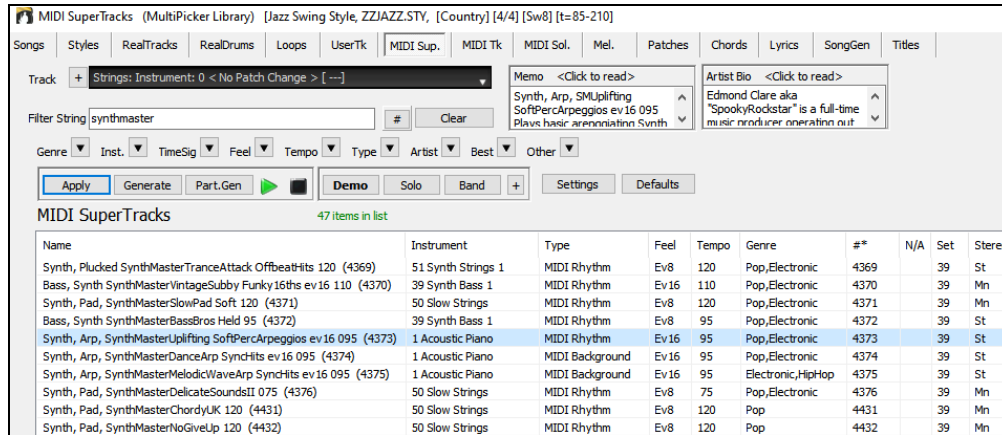 MIDI SuperTracks (MultiPicker Library) [Jazz Swing Style, ZZJAZZ.STY, [Country] [4/4] [Sw8] [t=85-210]
Songs Styles RealTracks RealDrums Loops UserTk MIDI Sup. MIDI Tk MIDI Sol. Mel. Patches Chords Lyrics SongGen Titles
Track + Strings: Instrument: 0 < No Patch Change > [ ---]
Memo <Click to read>
Synth, Arp, SMUplifting
SoftPercArpeggios ev16 095
Plays basic arpeggiating Synth
Artist Bio <Click to read>
Edmond Clare aka
"SpookyRockstar" is a full-time
music producer operating out
Filter String synthmaster # Clear
Genre Inst. TimeSig Feel Tempo Type Artist Best Other
Apply Generate Part.Gen Demo Solo Band + Settings Defaults
MIDI SuperTracks 47 items in list
Name Instrument Type Feel Tempo Genre #* N/A Set Stere
Synth, Plucked SynthMasterTranceAttack OffbeatHits 120 (4369) 51 Synth Strings 1 MIDI Rhythm Ev8 120 Pop,Electronic 4369 39 St
Bass, Synth SynthMasterVintageSubby Funky16ths ev16 110 (4370) 39 Synth Bass 1 MIDI Rhythm Ev16 110 Pop,Electronic 4370 39 Mn
Synth, Pad, SynthMasterSlowPad Soft 120 (4371) 50 Slow Strings MIDI Rhythm Ev8 120 Pop,Electronic 4371 39 Mn
Bass, Synth SynthMasterBassBros Held 95 (4372) 39 Synth Bass 1 MIDI Rhythm Ev8 95 Pop,Electronic 4372 39 St
Synth, Arp, SynthMasterUplifting SoftPercArpeggios ev16 095 (4373) 1 Acoustic Piano MIDI Rhythm Ev16 95 Pop,Electronic 4373 39 St
Synth, Arp, SynthMasterDanceArp SyncHits ev16 095 (4374) 1 Acoustic Piano MIDI Background Ev16 95 Pop,Electronic 4374 39 St
Synth, Arp, SynthMasterMelodicWaveArp SyncHits ev16 095 (4375) 1 Acoustic Piano MIDI Background Ev16 95 Electronic,HipHop 4375 39 St
Synth, Pad, SynthMasterDelicateSoundsII 075 (4376) 50 Slow Strings MIDI Rhythm Ev8 75 Pop,Electronic 4376 39 Mn
Synth, Pad, SynthMasterChordyUK 120 (4431) 50 Slow Strings MIDI Rhythm Ev8 120 Pop 4431 39 Mn
Synth, Pad, SynthMasterNoGiveUp 120 (4432) 50 Slow Strings MIDI Rhythm Ev8 120 Pop 4432 39 Mn